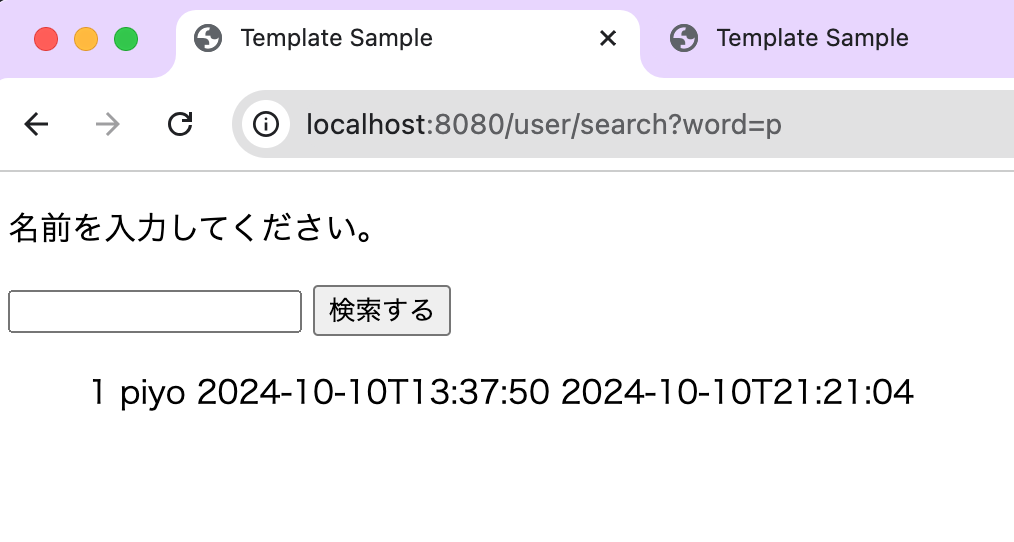 Template Sample
Template Sample
localhost:8080/user/search?word=p
名前を入力してください。
検索する
1 piyo 2024-10-10T13:37:50 2024-10-10T21:21:04